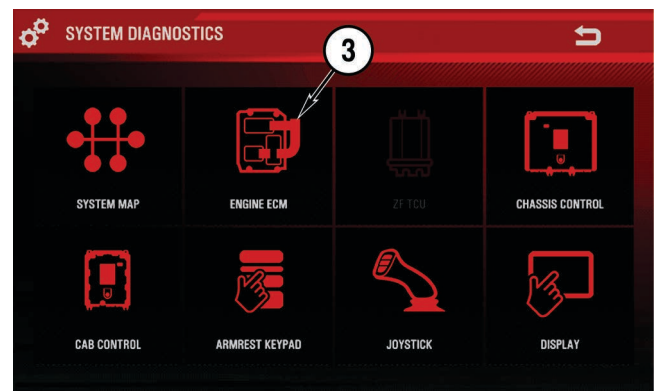 SYSTEM DIAGNOSTICS
3
SYSTEM MAP
ENGINE ECM
ZF TCU
CHASSIS CONTROL
CAB CONTROL
ARMREST KEYPAD
JOYSTICK
DISPLAY